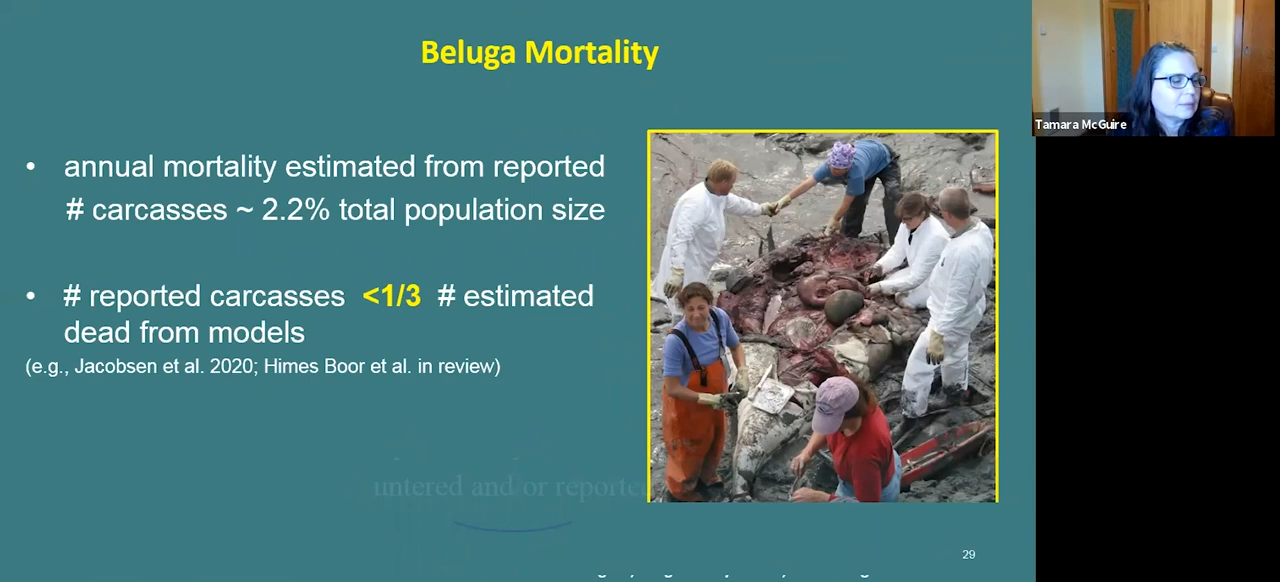 Beluga Mortality
• annual mortality estimated from reported
# carcasses ~ 2.2% total population size
• # reported carcasses <1/3 # estimated
dead from models
(e.g., Jacobsen et al. 2020; Himes Boor et al. in review)
untered and or reporte
29
Tamara McGuire